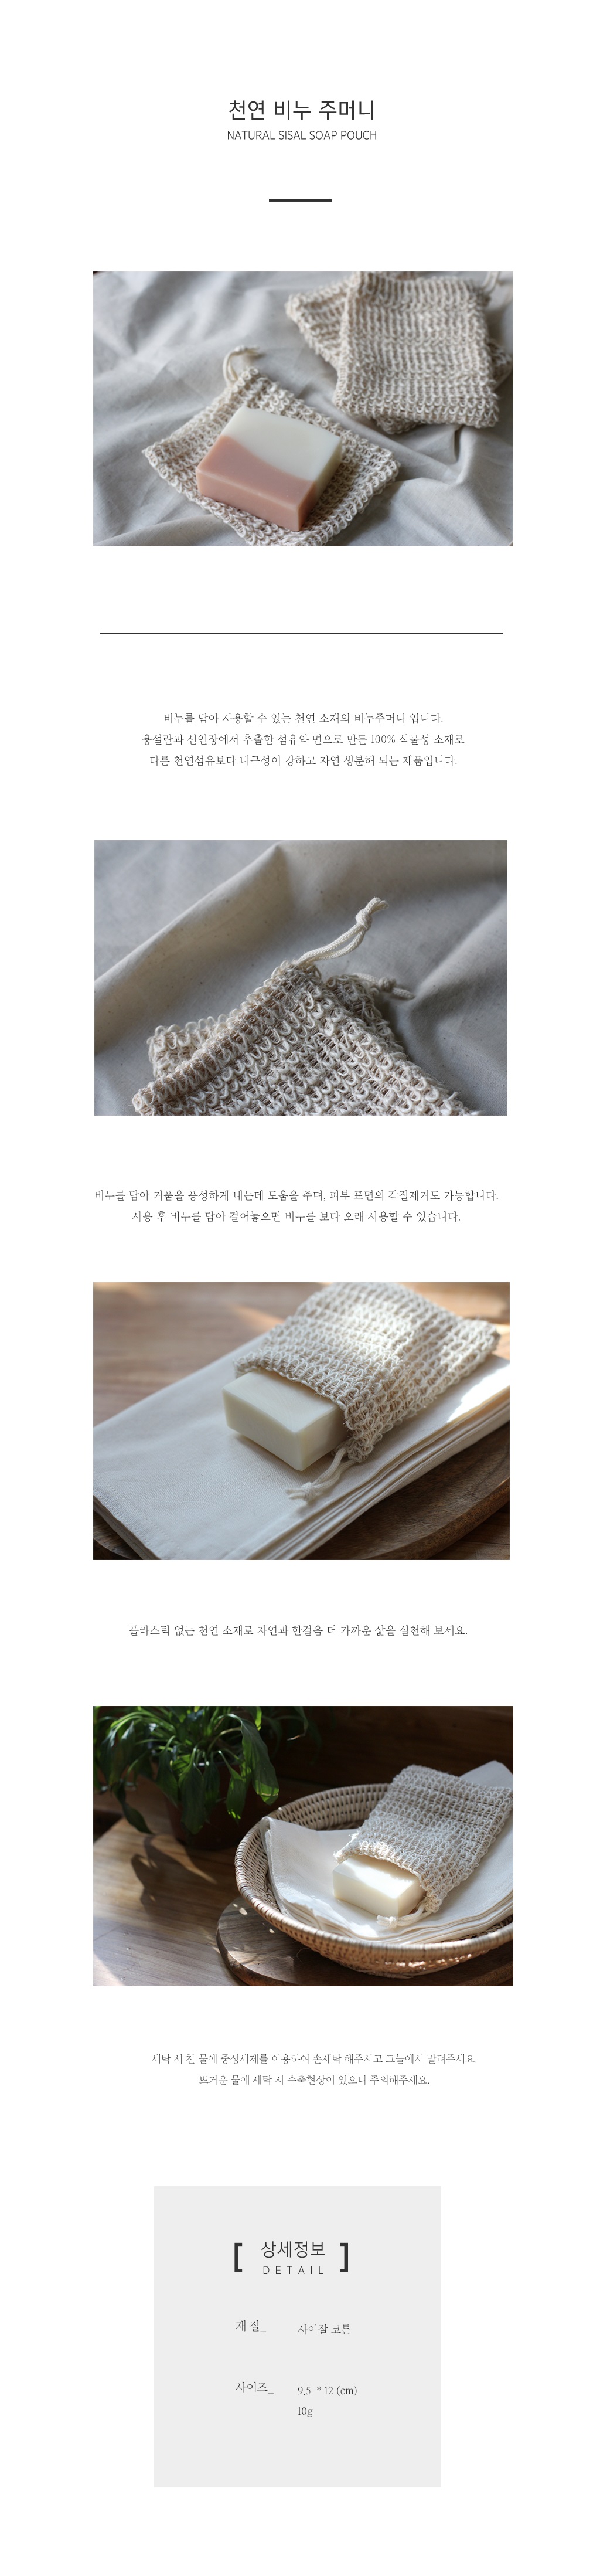 천연 비누 주머니
NATURAL SISAL SOAP POUCH
비누를 담아 사용할 수 있는 천연 소재의 비누주머니 입니다.
용설란과 선인장에서 추출한 섬유와 면으로 만든 100% 식물성 소재로
다른 천연섬유보다 내구성이 강하고 자연 생분해 되는 제품입니다.
비누를 담아 거품을 풍성하게 내는데 도움을 주며, 피부 표면의 각질제거도 가능합니다.
사용 후 비누를 담아 걸어놓으면 비누를 보다 오래 사용할 수 있습니다.
플라스틱 없는 천연 소재로 자연과 한걸음 더 가까운 삶을 실천해 보세요.
세탁 시 찬 물에 중성세제를 이용하여 손세탁 해주시고 그늘에서 말려주세요.
뜨거운 물에 세탁 시 수축현상이 있으니 주의해주세요.
[ 상세정보 ]
DETAIL
재 질_ 사이잘 코튼
사이즈_ 9.5 * 12 (cm)
10g